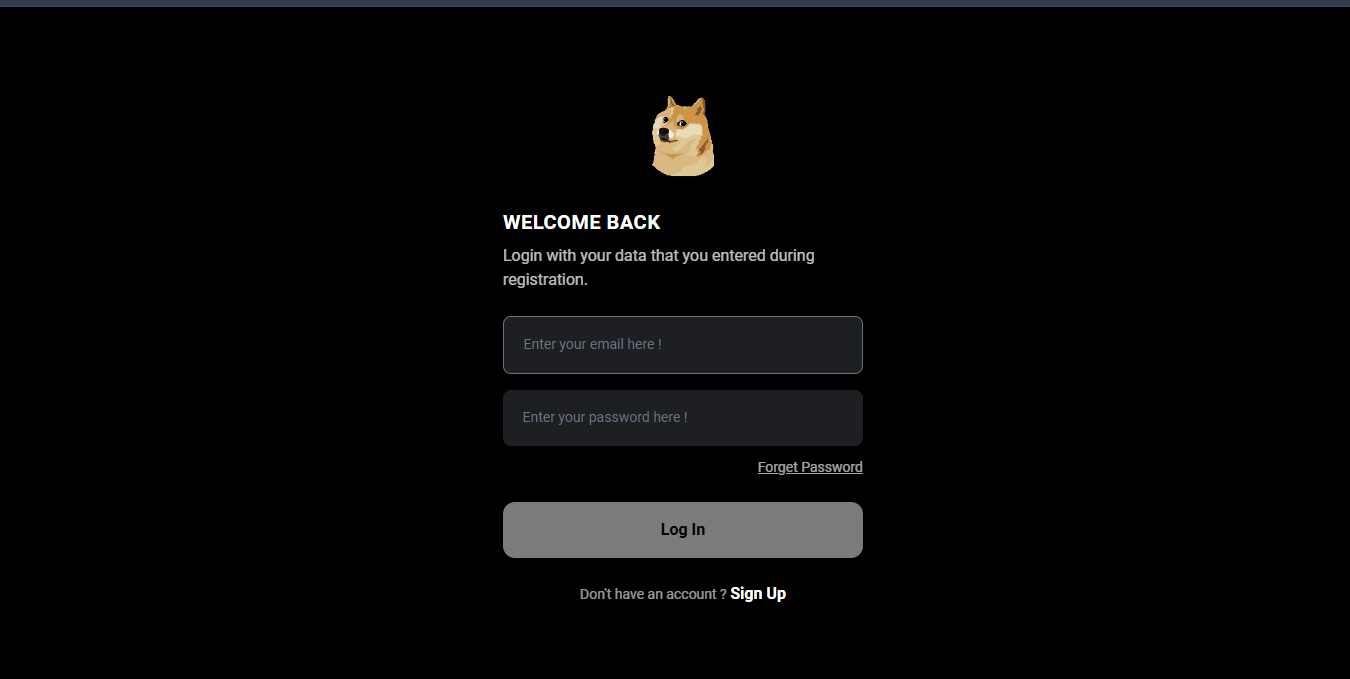 WELCOME BACK
Login with your data that you entered during
registration.
Enter your email here !
Enter your password here !
Forget Password
Log In
Don't have an account ? Sign Up